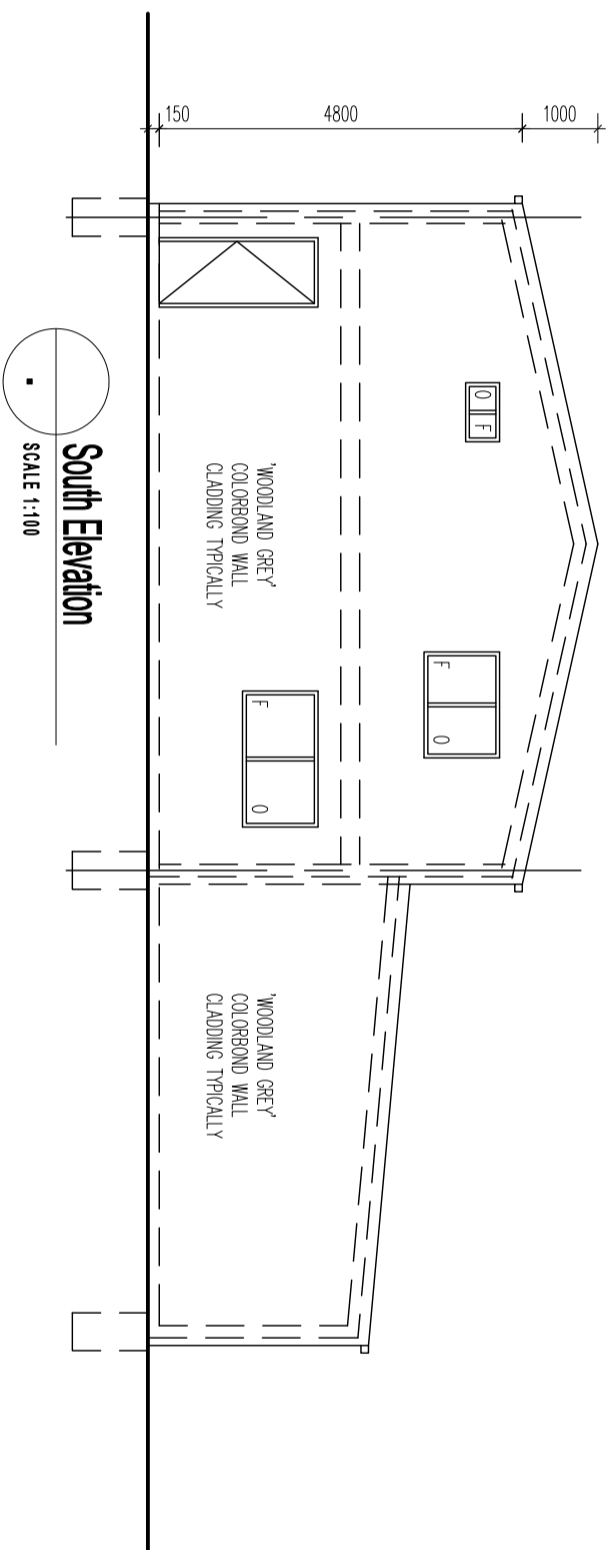 150
4800
1000
O F
F O
F O
'WOODLAND GREY'
COLORBOND WALL
CLADDING TYPICALLY
'WOODLAND GREY'
COLORBOND WALL
CLADDING TYPICALLY
South Elevation
SCALE 1:100